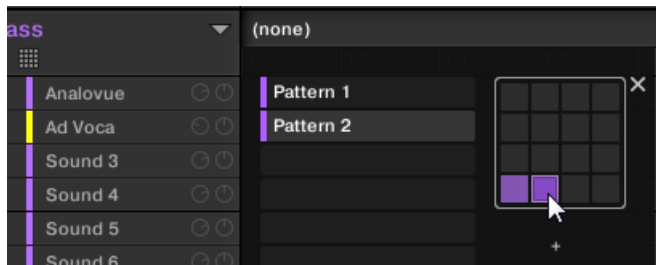 ass
(none)
Analovue
Pattern 1
Ad Voca
Pattern 2
Sound 3
Sound 4
Sound 5
Sound 6